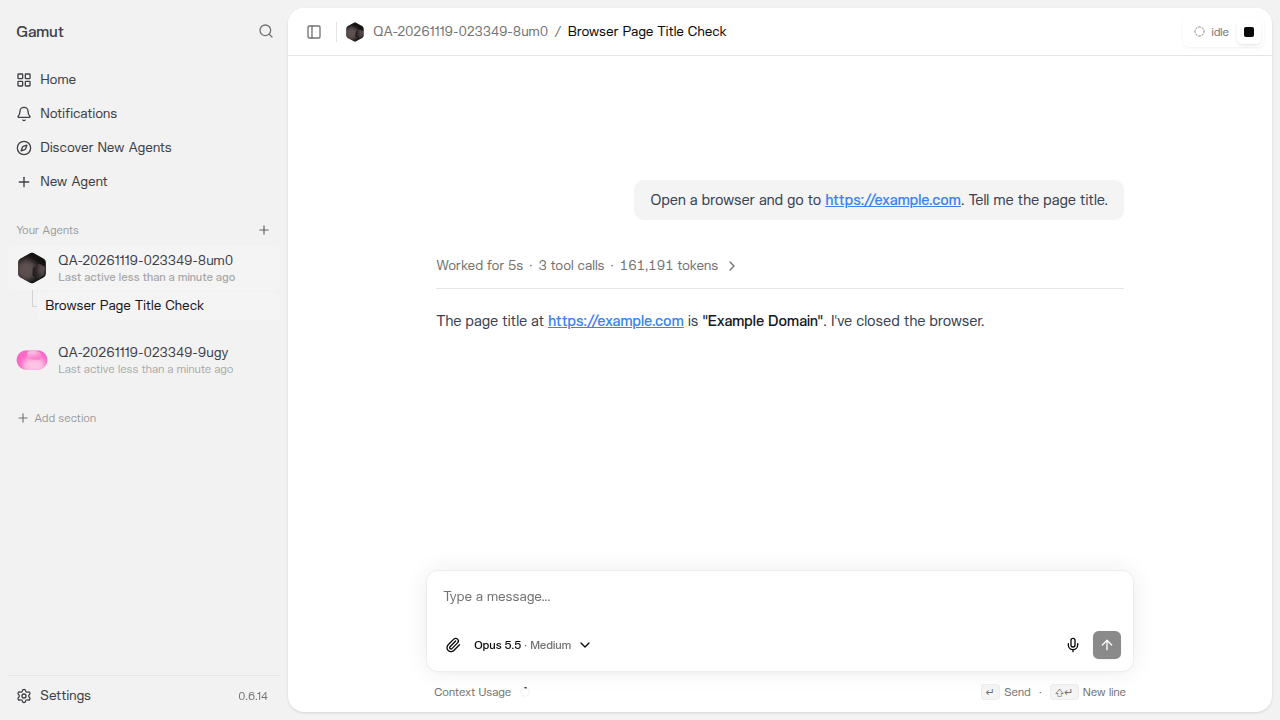 Gamut
Home
Notifications
Discover New Agents
New Agent
Your Agents
QA-20261119-023349-8um0
Last active less than a minute ago
Browser Page Title Check
QA-20261119-023349-9ugy
Last active less than a minute ago
Add section
Settings
0.6.14
QA-20261119-023349-8um0 / Browser Page Title Check
idle
Open a browser and go to https://example.com. Tell me the page title.
Worked for 5s · 3 tool calls · 161,191 tokens
The page title at https://example.com is "Example Domain". I've closed the browser.
Type a message...
Opus 5.5 · Medium
Context Usage
Send · New line